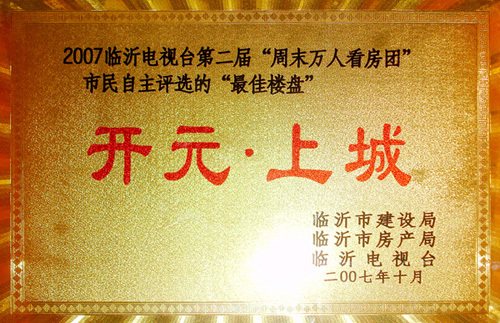 2007临沂电视台第二届“周末万人看房团”
市民自主评选的“最佳楼盘”
开元·上城
临沂市建设局
临沂市房产局
临沂电视台
二〇〇七年十月